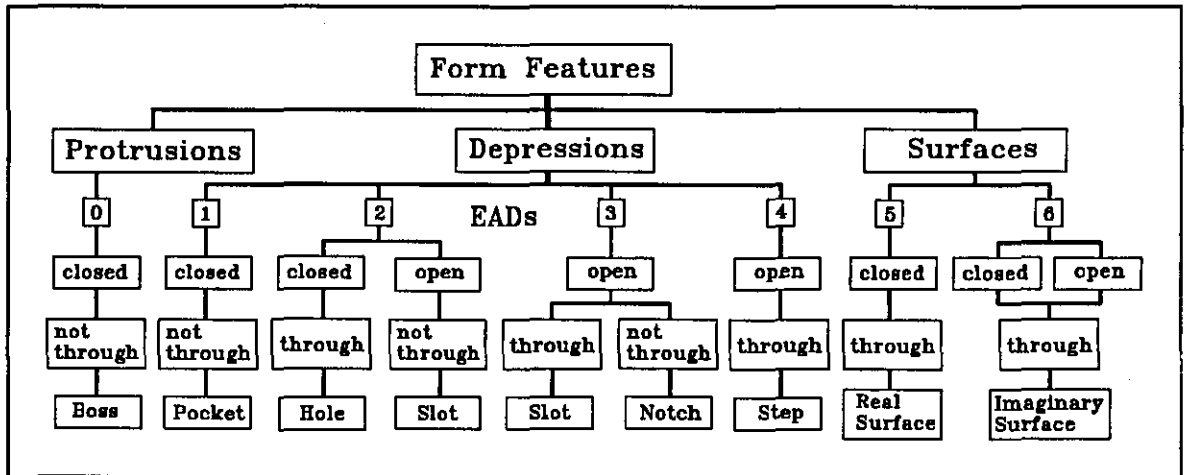 Form Features
Protrusions Depressions Surfaces
0 1 2 EADs 3 4 5 6
closed closed closed open open open closed closed open
not through not through through not through through not through through through through
Boss Pocket Hole Slot Slot Notch Step Real Surface Imaginary Surface